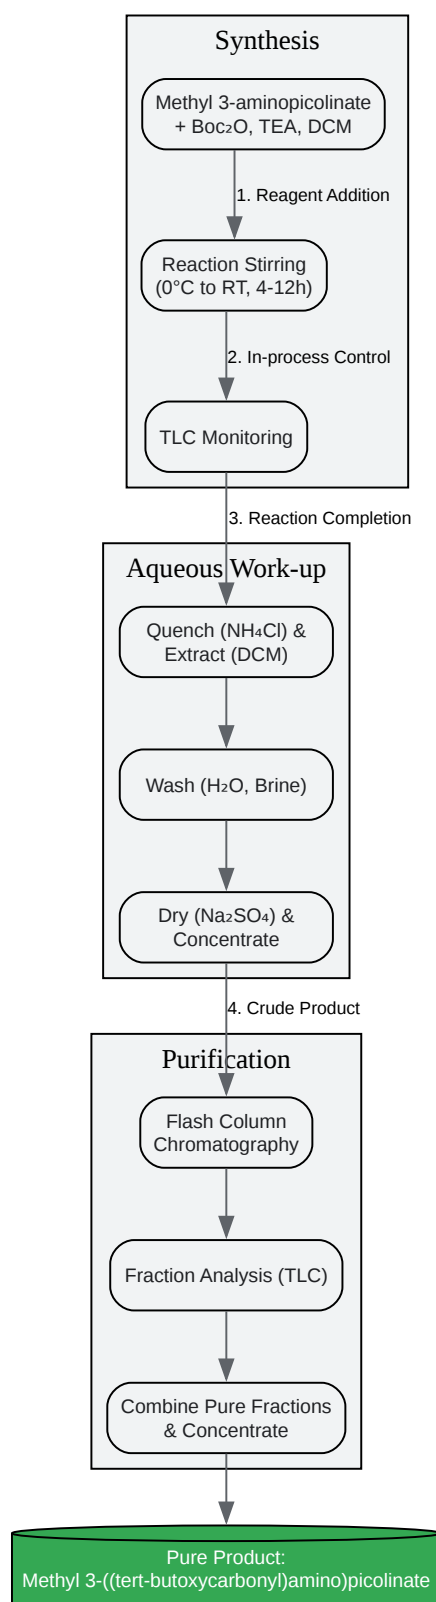 Synthesis
Methyl 3-aminopicolinate
+ Boc₂O, TEA, DCM
1. Reagent Addition
Reaction Stirring
(0°C to RT, 4-12h)
2. In-process Control
TLC Monitoring
3. Reaction Completion
Aqueous Work-up
Quench (NH₄Cl) &
Extract (DCM)
Wash (H₂O, Brine)
Dry (Na₂SO₄) &
Concentrate
4. Crude Product
Purification
Flash Column
Chromatography
Fraction Analysis (TLC)
Combine Pure Fractions
& Concentrate
Pure Product:
Methyl 3-((tert-butoxycarbonyl)amino)picolinate